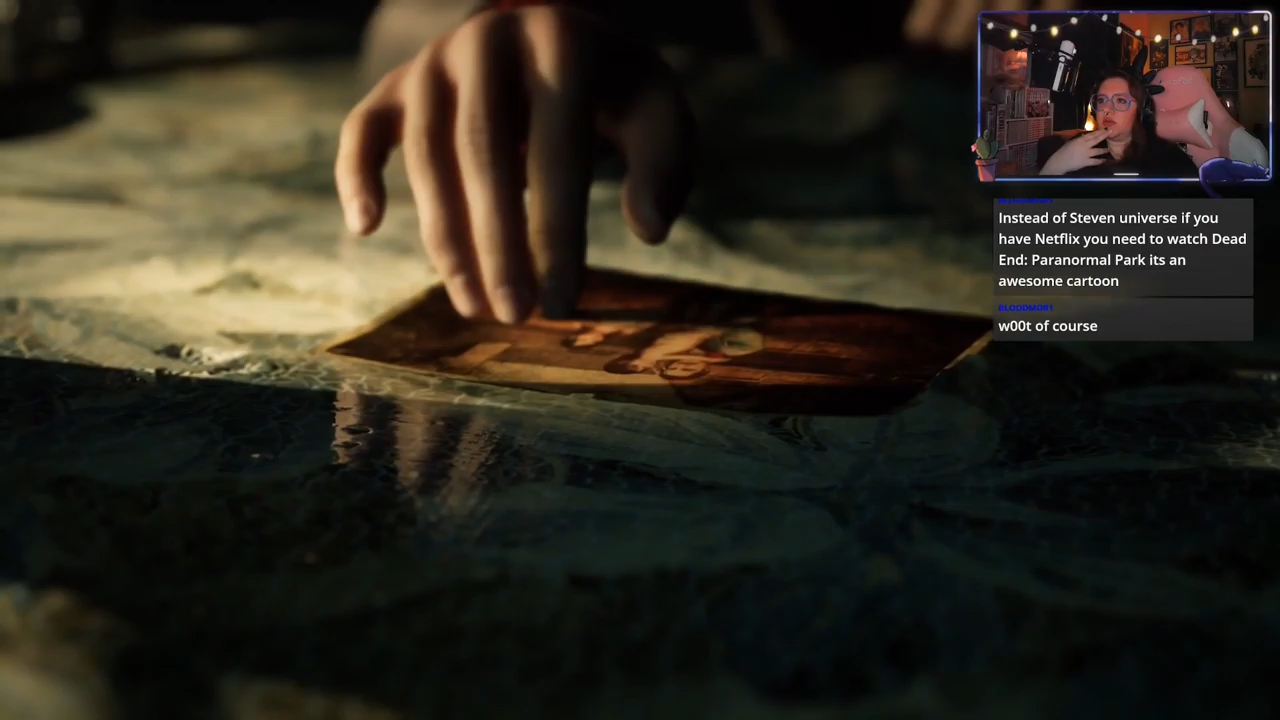 Instead of Steven universe if you
have Netflix you need to watch Dead
End: Paranormal Park its an
awesome cartoon
BLOODMOR1
w00t of course